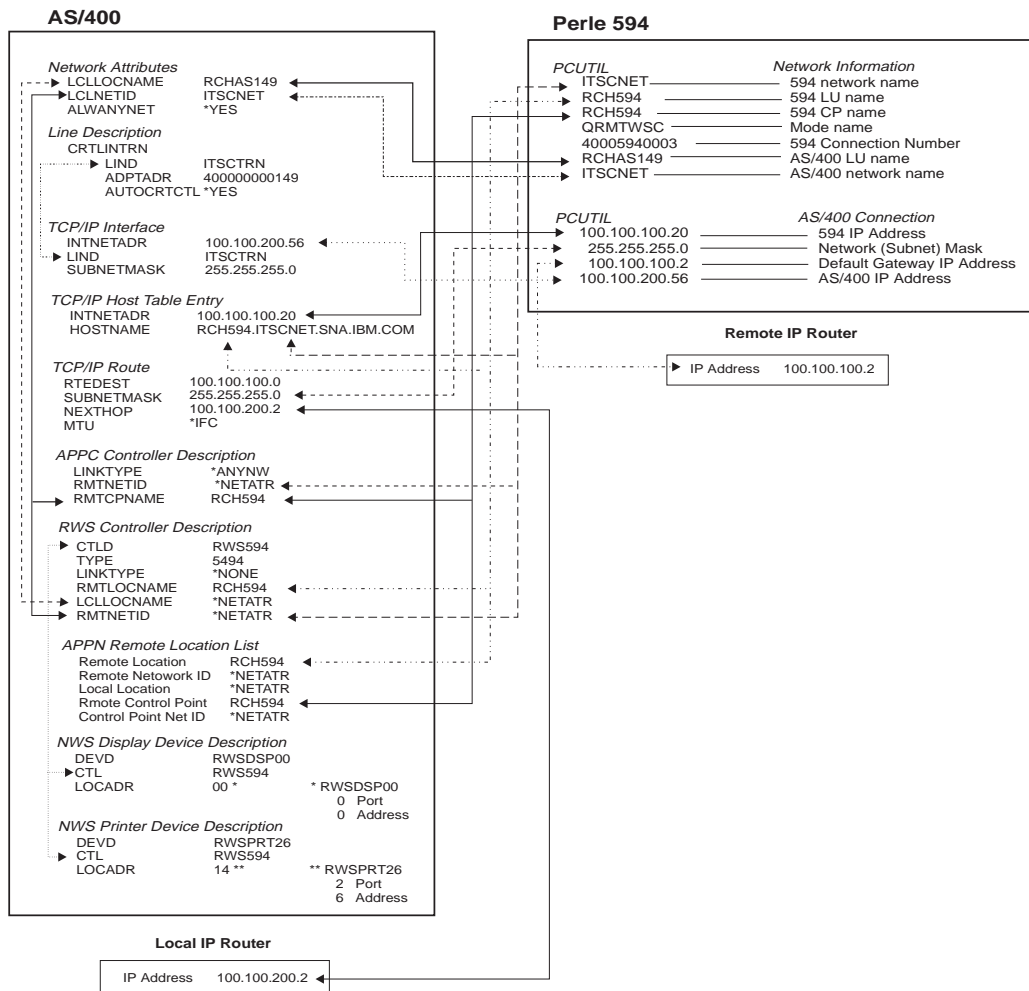 AS/400
Network Attributes
LCLLOCNAME RCHAS149
LCLNETID ITSCNET
ALWANYNET *YES
Line Description
CRTLINTRN
LIND ITSCTRN
ADPTADR 400000000149
AUTOCRTCTL *YES
TCP/IP Interface
INTNETADR 100.100.200.56
LIND ITSCTRN
SUBNETMASK 255.255.255.0
TCP/IP Host Table Entry
INTNETADR 100.100.100.20
HOSTNAME RCH594.ITSCNET.SNA.IBM.COM
TCP/IP Route
RTEDEST 100.100.100.0
SUBNETMASK 255.255.255.0
NEXTHOP 100.100.200.2
MTU *IFC
APPC Controller Description
LINKTYPE *ANYNW
RMTNETID *NETATR
RMTCPNAME RCH594
RWS Controller Description
CTLD RWS594
TYPE 5494
LINKTYPE *NONE
RMTLOCNAME RCH594
LCLLOCNAME *NETATR
RMTNETID *NETATR
APPN Remote Location List
Remote Location RCH594
Remote Netowork ID *NETATR
Local Location *NETATR
Rmote Control Point RCH594
Control Point Net ID *NETATR
NWS Display Device Description
DEVD RWSDSP00
CTL RWS594
LOCADR 00 * * RWSDSP00
0 Port
0 Address
NWS Printer Device Description
DEVD RWSPRT26
CTL RWS594
LOCADR 14 ** ** RWSPRT26
2 Port
6 Address
Local IP Router
IP Address 100.100.200.2
Perle 594
PCUTIL Network Information
ITSCNET 594 network name
RCH594 594 LU name
RCH594 594 CP name
QRMTWSC Mode name
40005940003 594 Connection Number
RCHAS149 AS/400 LU name
ITSCNET AS/400 network name
PCUTIL AS/400 Connection
100.100.100.20 594 IP Address
255.255.255.0 Network (Subnet) Mask
100.100.100.2 Default Gateway IP Address
100.100.200.56 AS/400 IP Address
Remote IP Router
IP Address 100.100.100.2